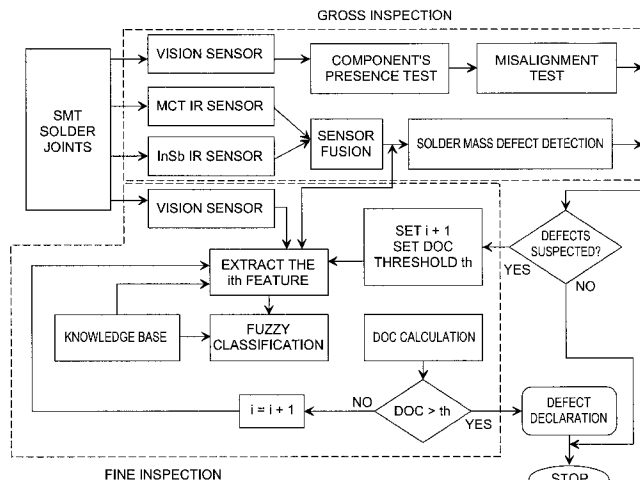 GROSS INSPECTION
VISION SENSOR
COMPONENT'S
PRESENCE TEST
MISALIGNMENT
TEST
SMT
SOLDER
JOINTS
MCT IR SENSOR
InSb IR SENSOR
SENSOR
FUSION
SOLDER MASS DEFECT DETECTION
VISION SENSOR
SET i + 1
SET DOC
THRESHOLD th
DEFECTS
SUSPECTED?
YES
NO
EXTRACT THE
ith FEATURE
KNOWLEDGE BASE
FUZZY
CLASSIFICATION
DOC CALCULATION
i = i + 1
NO
DOC > th
YES
DEFECT
DECLARATION
FINE INSPECTION
STOP